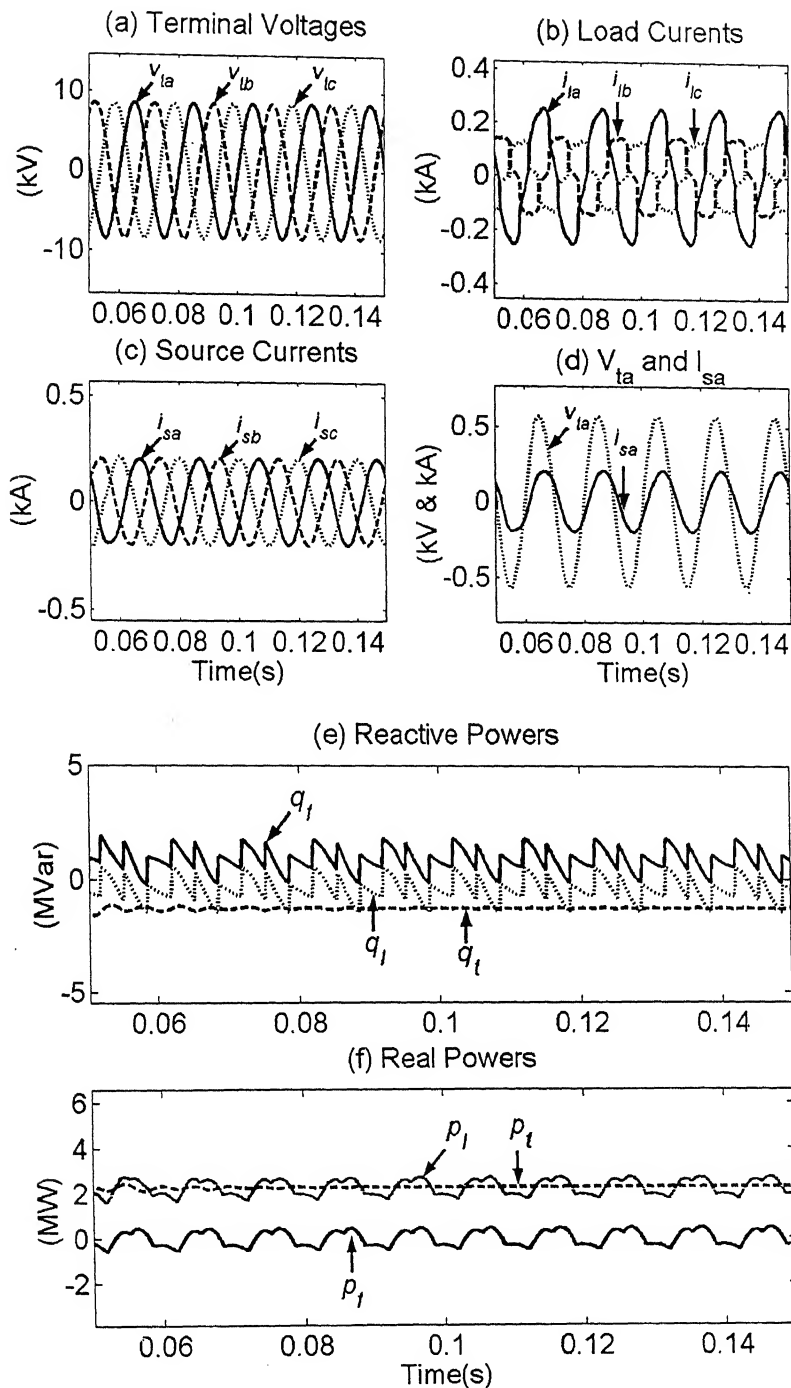 (a) Terminal Voltages
(kV)
10
0
-10
v_ta
v_tb
v_tc
0.06 0.08 0.1 0.12 0.14
(b) Load Curents
(kA)
0.4
0.2
0
-0.2
-0.4
i_la
i_lb
i_lc
0.06 0.08 0.1 0.12 0.14
(c) Source Currents
(kA)
0.5
0
-0.5
i_sa
i_sb
i_sc
0.06 0.08 0.1 0.12 0.14
Time(s)
(d) V_ta and I_sa
(kV & kA)
0.5
0
-0.5
v_ta
i_sa
0.06 0.08 0.1 0.12 0.14
Time(s)
(e) Reactive Powers
(MVar)
5
0
-5
q_f
q_l
q_t
0.06 0.08 0.1 0.12 0.14
(f) Real Powers
(MW)
6
4
2
0
-2
p_l
p_t
p_f
0.06 0.08 0.1 0.12 0.14
Time(s)